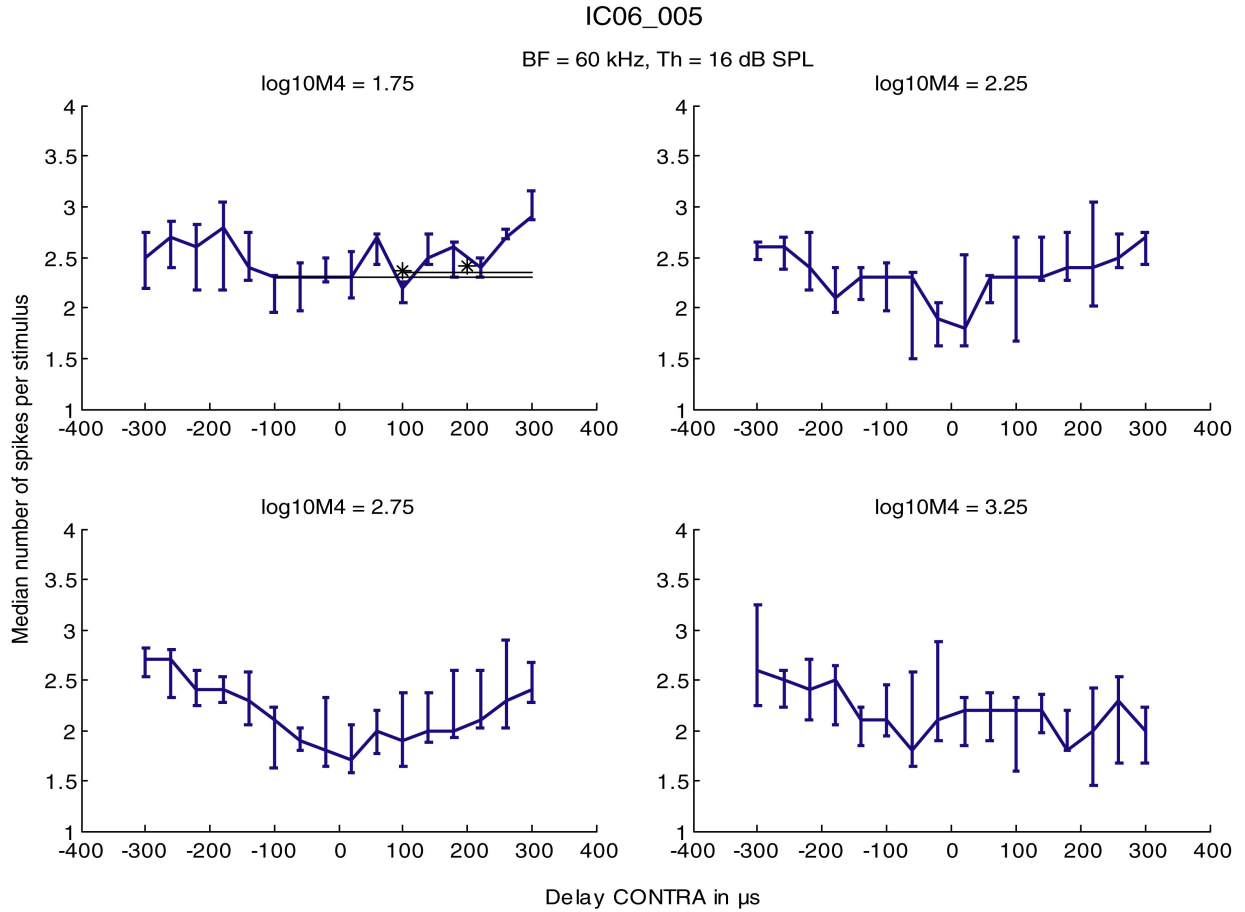 IC06_005
BF = 60 kHz, Th = 16 dB SPL
log10M4 = 1.75
log10M4 = 2.25
4
3.5
3
2.5
2
1.5
1
-400 -300 -200 -100 0 100 200 300 400
4
3.5
3
2.5
2
1.5
1
-400 -300 -200 -100 0 100 200 300 400
Median number of spikes per stimulus
log10M4 = 2.75
log10M4 = 3.25
4
3.5
3
2.5
2
1.5
1
-400 -300 -200 -100 0 100 200 300 400
4
3.5
3
2.5
2
1.5
1
-400 -300 -200 -100 0 100 200 300 400
Delay CONTRA in µs